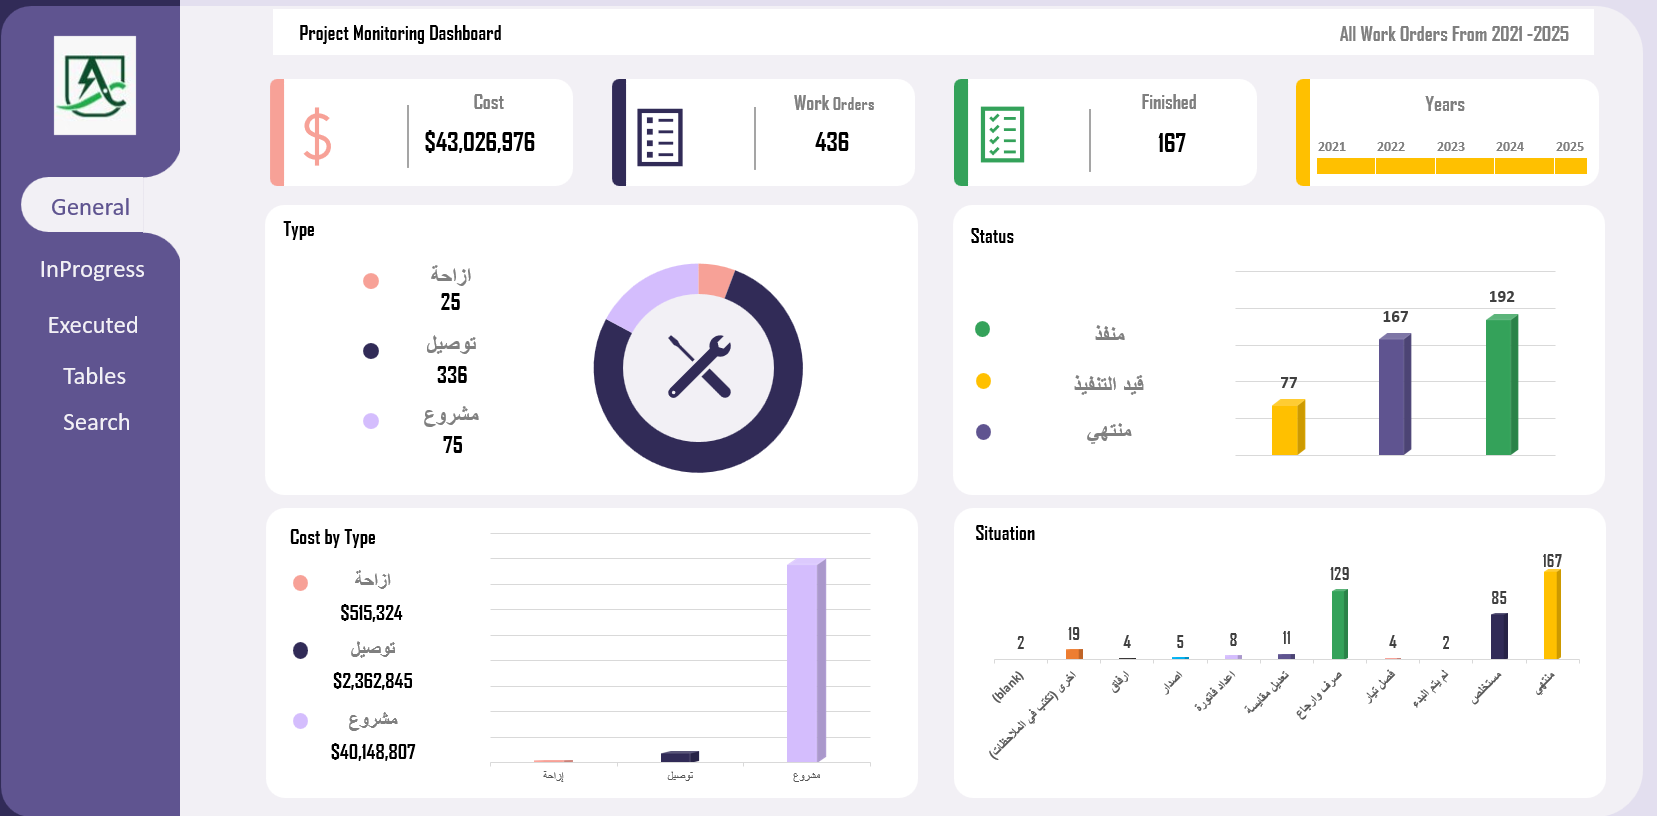 Project Monitoring Dashboard
All Work Orders From 2021 -2025
General
InProgress
Executed
Tables
Search
Cost
$43,026,976
Work Orders
436
Finished
167
Years
2021 2022 2023 2024 2025
Type
ازاحة
25
توصيل
336
مشروع
75
Status
منفذ
قيد التنفيذ
منتهي
77
167
192
Cost by Type
ازاحة
$515,324
توصيل
$2,362,845
مشروع
$40,148,807
إزاحة
توصيل
مشروع
Situation
2
19
4
5
8
11
129
4
2
85
167
(blank)
اخرى (تكتب في الملاحظات)
ارفاق
اصدار
اعداد فاتورة
تعديل مقايسة
صرف وارجاع
فصل تيار
لم يتم البدء
مستخلص
منتهي